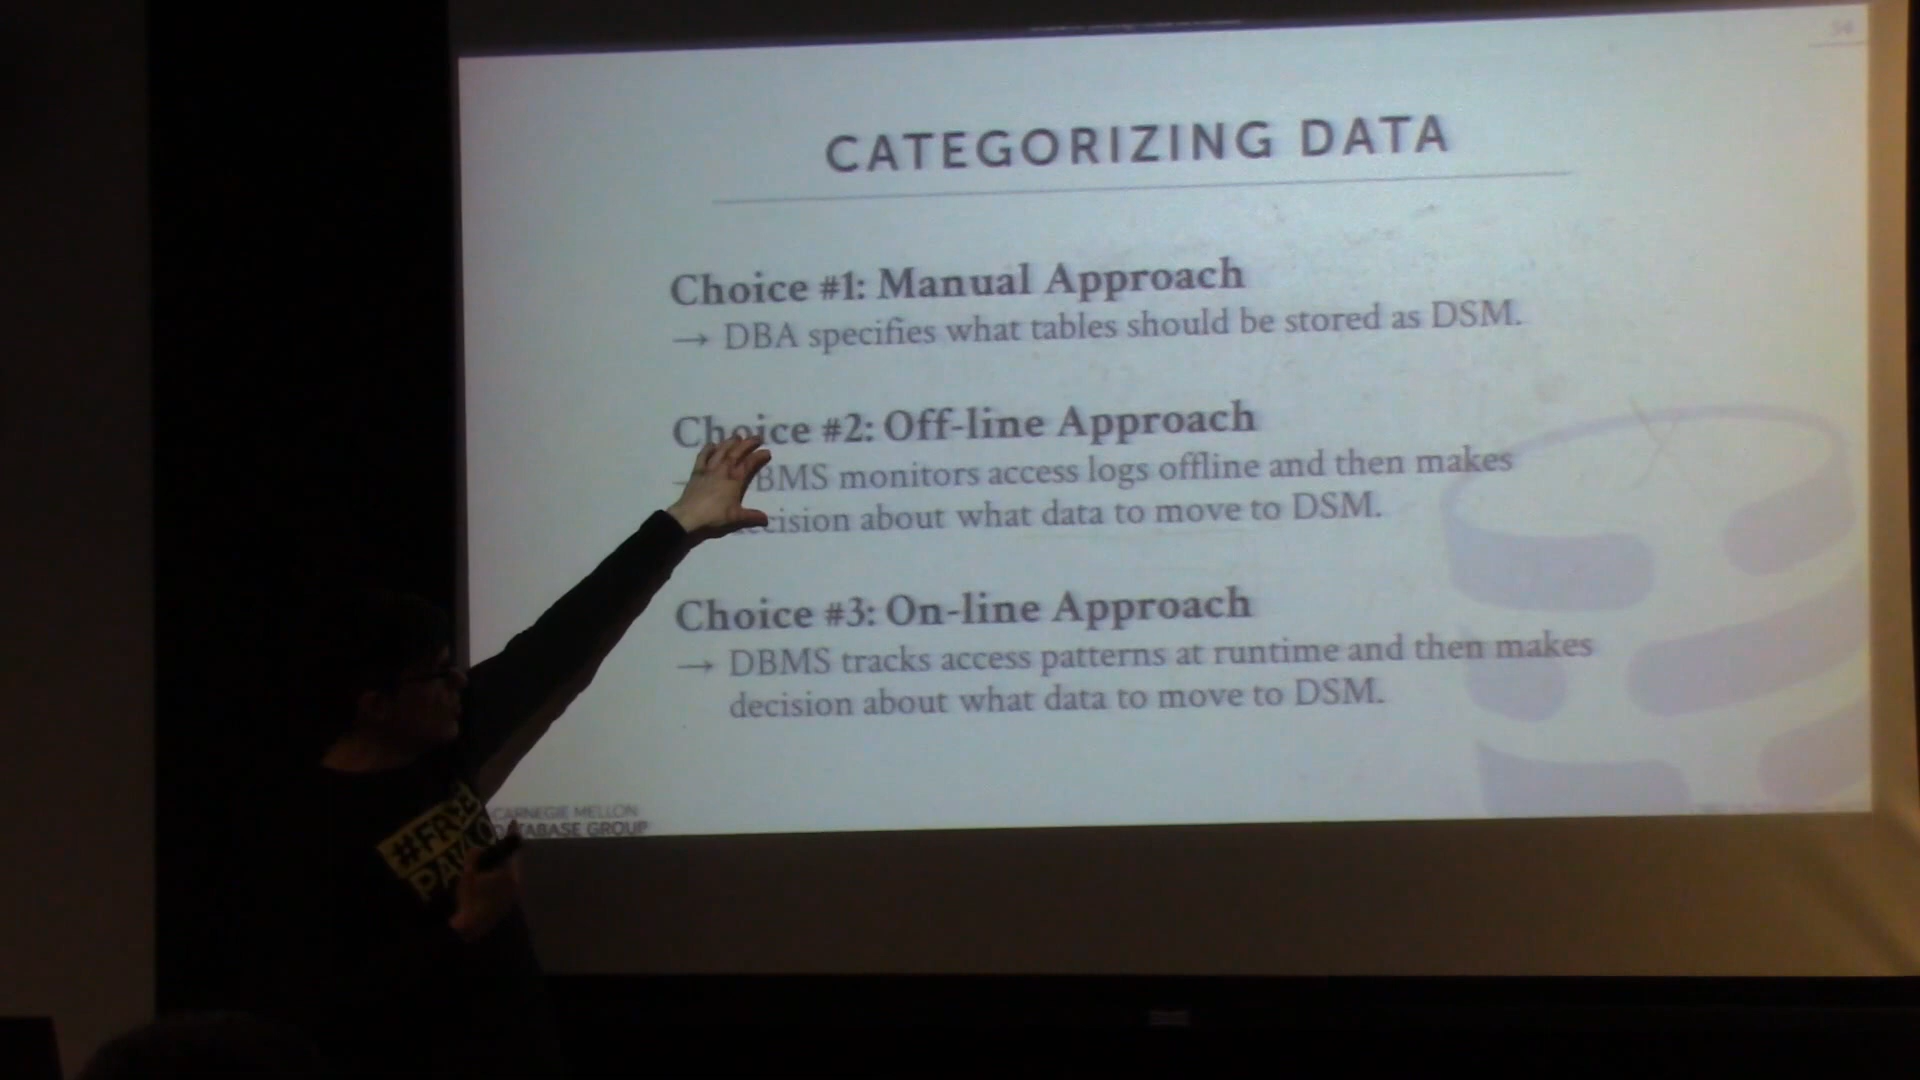 54
CATEGORIZING DATA
Choice #1: Manual Approach
→ DBA specifies what tables should be stored as DSM.
Choice #2: Off-line Approach
BMS monitors access logs offline and then makes
cision about what data to move to DSM.
Choice #3: On-line Approach
→ DBMS tracks access patterns at runtime and then makes
decision about what data to move to DSM.
CARNEGIE MELLON
DATABASE GROUP
#FREE